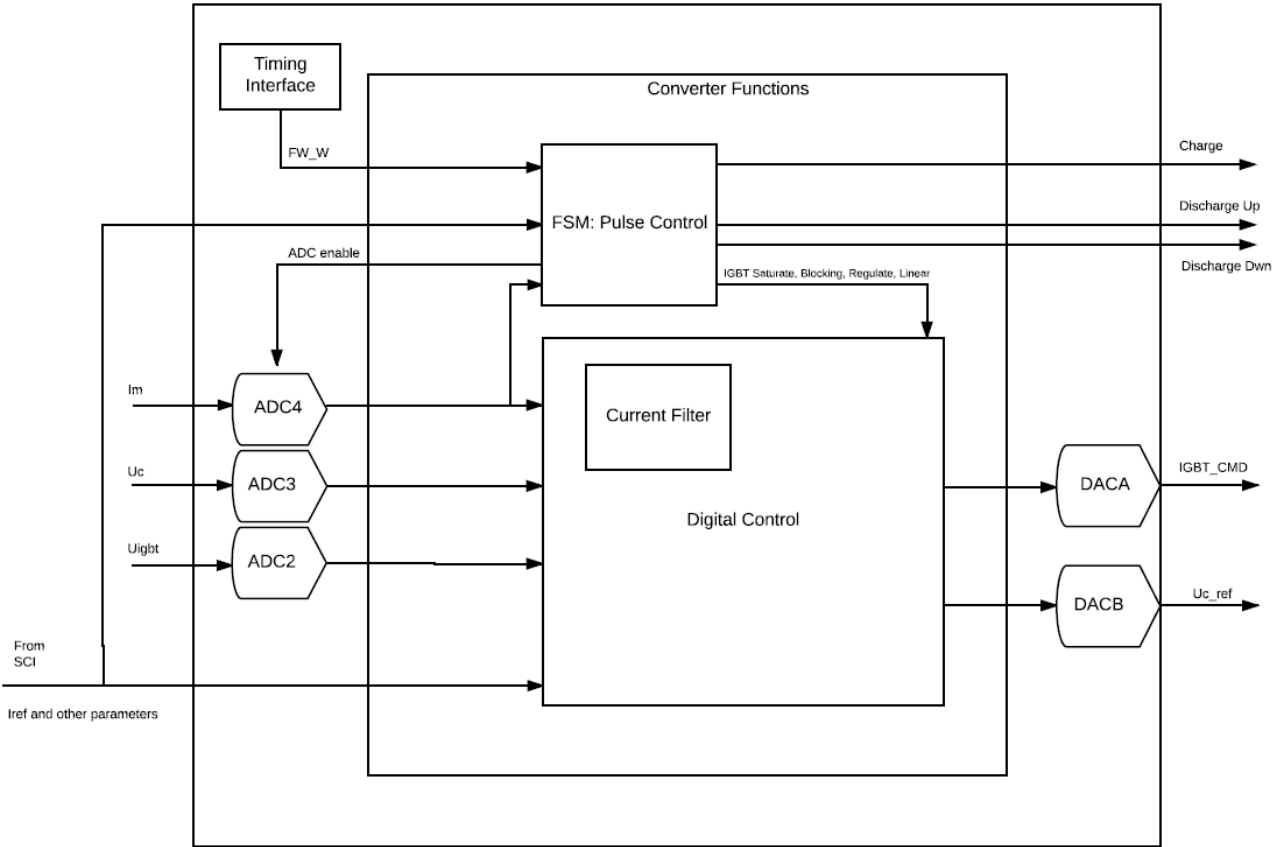 Timing
Interface
Converter Functions
FW_W
Charge
FSM: Pulse Control
Discharge Up
ADC enable
Discharge Dwn
IGBT Saturate, Blocking, Regulate, Linear
Im
ADC4
Current Filter
Uc
ADC3
IGBT_CMD
DACA
Digital Control
Uigbt
ADC2
Uc_ref
DACB
From
SCI
Iref and other parameters